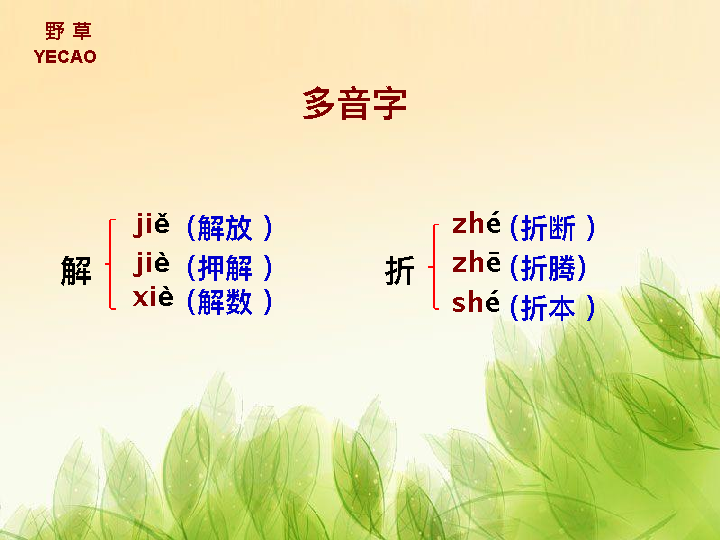 野 草
YECAO
多音字
解
jiě (解放)
jiè (押解)
xiè (解数)
折
zhé (折断)
zhē (折腾)
shé (折本)